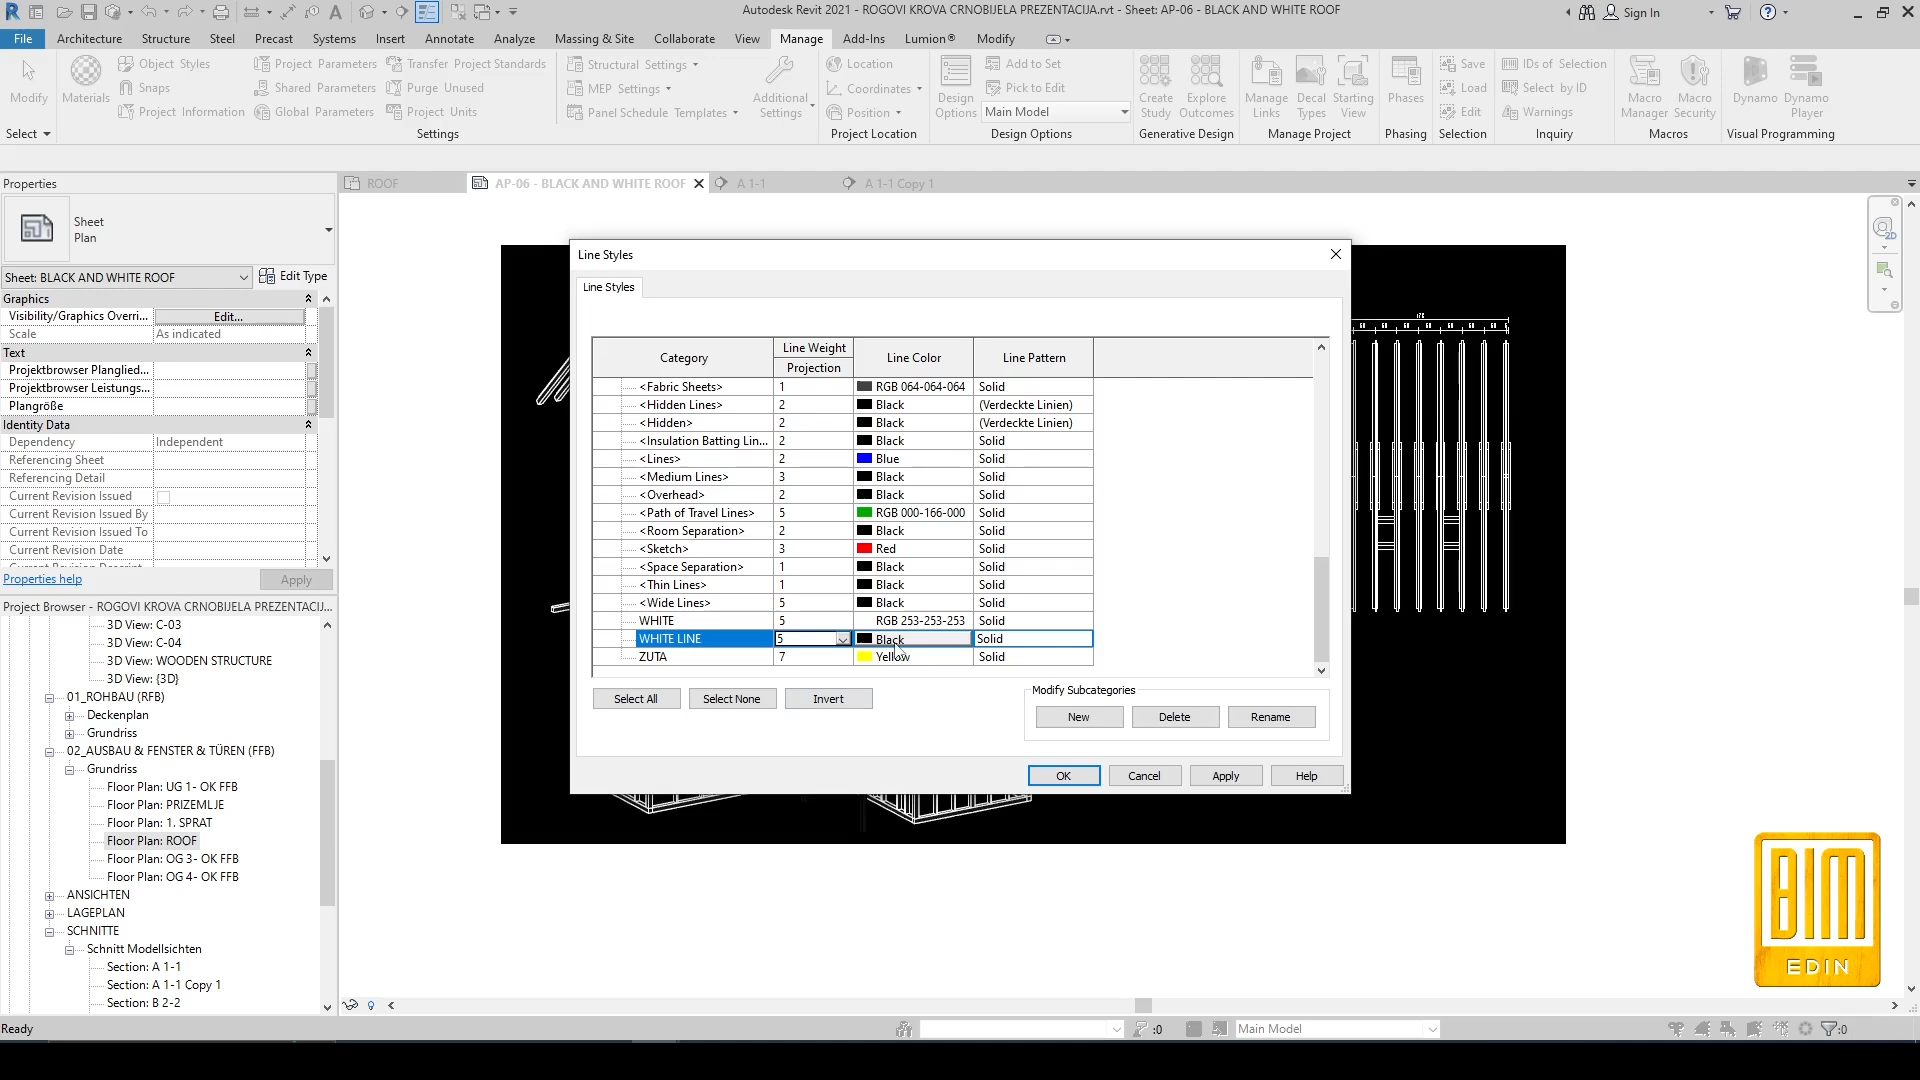 Autodesk Revit 2021 - ROGOVI KROVA CRNOBIJELA PREZENTACIJA.rvt - Sheet: AP-06 - BLACK AND WHITE ROOF
Sign In
File Architecture Structure Steel Precast Systems Insert Annotate Analyze Massing & Site Collaborate View Manage Add-Ins Lumion® Modify
Modify
Select
Materials
Object Styles
Snaps
Project Information
Project Parameters
Shared Parameters
Global Parameters
Transfer Project Standards
Purge Unused
Project Units
Settings
Structural Settings
MEP Settings
Panel Schedule Templates
Additional Settings
Location
Coordinates
Position
Project Location
Design Options
Add to Set
Pick to Edit
Main Model
Design Options
Create Study
Explore Outcomes
Generative Design
Manage Links
Decal Types
Starting View
Manage Project
Phases
Phasing
Save
Load
Edit
Selection
IDs of Selection
Select by ID
Warnings
Inquiry
Macro Manager
Macro Security
Macros
Dynamo
Dynamo Player
Visual Programming
Properties
Sheet
Plan
Sheet: BLACK AND WHITE ROOF
Edit Type
Graphics
Visibility/Graphics Overri... Edit...
Scale As indicated
Text
Projektbrowser Planglied...
Projektbrowser Leistungs...
Plangröße
Identity Data
Dependency Independent
Referencing Sheet
Referencing Detail
Current Revision Issued
Current Revision Issued By
Current Revision Issued To
Current Revision Date
Properties help
Apply
Project Browser - ROGOVI KROVA CRNOBIJELA PREZENTACIJ...
3D View: C-03
3D View: C-04
3D View: WOODEN STRUCTURE
3D View: {3D}
01_ROHBAU (RFB)
Deckenplan
Grundriss
02_AUSBAU & FENSTER & TÜREN (FFB)
Grundriss
Floor Plan: UG 1- OK FFB
Floor Plan: PRIZEMLJE
Floor Plan: 1. SPRAT
Floor Plan: ROOF
Floor Plan: OG 3- OK FFB
Floor Plan: OG 4- OK FFB
ANSICHTEN
LAGEPLAN
SCHNITTE
Schnitt Modellsichten
Section: A 1-1
Section: A 1-1 Copy 1
Section: B 2-2
ROOF
AP-06 - BLACK AND WHITE ROOF
A 1-1
A 1-1 Copy 1
2D
Line Styles
Line Styles
Category Line Weight Line Color Line Pattern
Projection
<Fabric Sheets> 1 RGB 064-064-064 Solid
<Hidden Lines> 2 Black (Verdeckte Linien)
<Hidden> 2 Black (Verdeckte Linien)
<Insulation Batting Lin... 2 Black Solid
<Lines> 2 Blue Solid
<Medium Lines> 3 Black Solid
<Overhead> 2 Black Solid
<Path of Travel Lines> 5 RGB 000-166-000 Solid
<Room Separation> 2 Black Solid
<Sketch> 3 Red Solid
<Space Separation> 1 Black Solid
<Thin Lines> 1 Black Solid
<Wide Lines> 5 Black Solid
WHITE 5 RGB 253-253-253 Solid
WHITE LINE 5 Black Solid
ZUTA 7 Yellow Solid
Select All
Select None
Invert
Modify Subcategories
New
Delete
Rename
OK
Cancel
Apply
Help
BIM
EDIN
Ready
:0
Main Model
:0